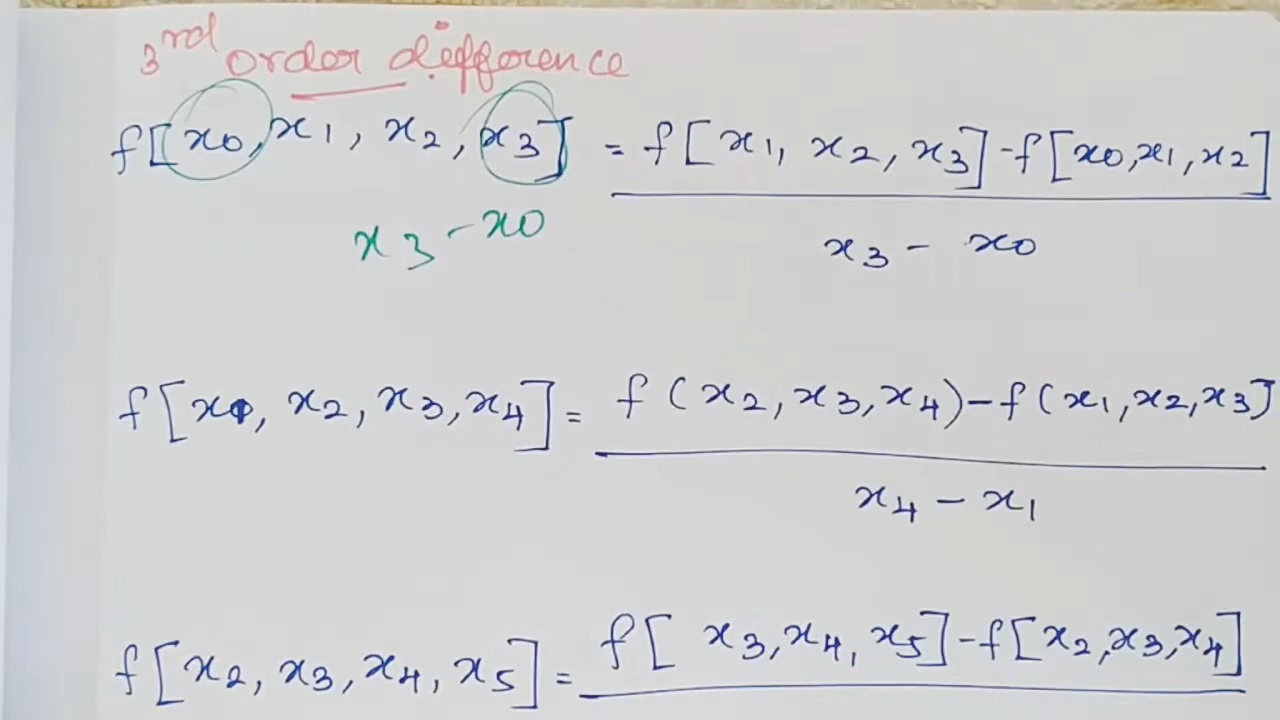 3rd order difference
f[x0, x1, x2, x3] = f[x1, x2, x3] - f[x0, x1, x2]
x3 - x0
x3 - x0
f[x1, x2, x3, x4] = f(x2, x3, x4) - f(x1, x2, x3]
x4 - x1
f[x2, x3, x4, x5] = f[x3, x4, x5] - f[x2, x3, x4]